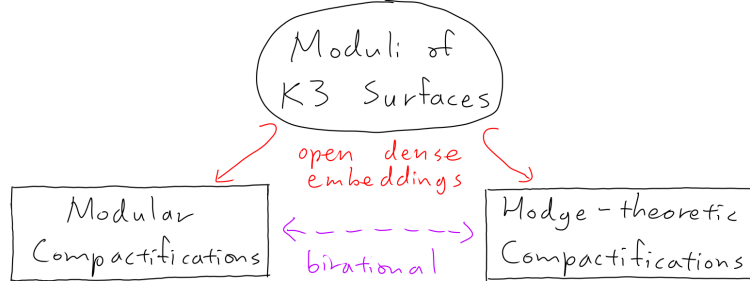 Moduli of
K3 Surfaces
open dense
embeddings
Modular
Compactifications
birational
Hodge-theoretic
Compactifications